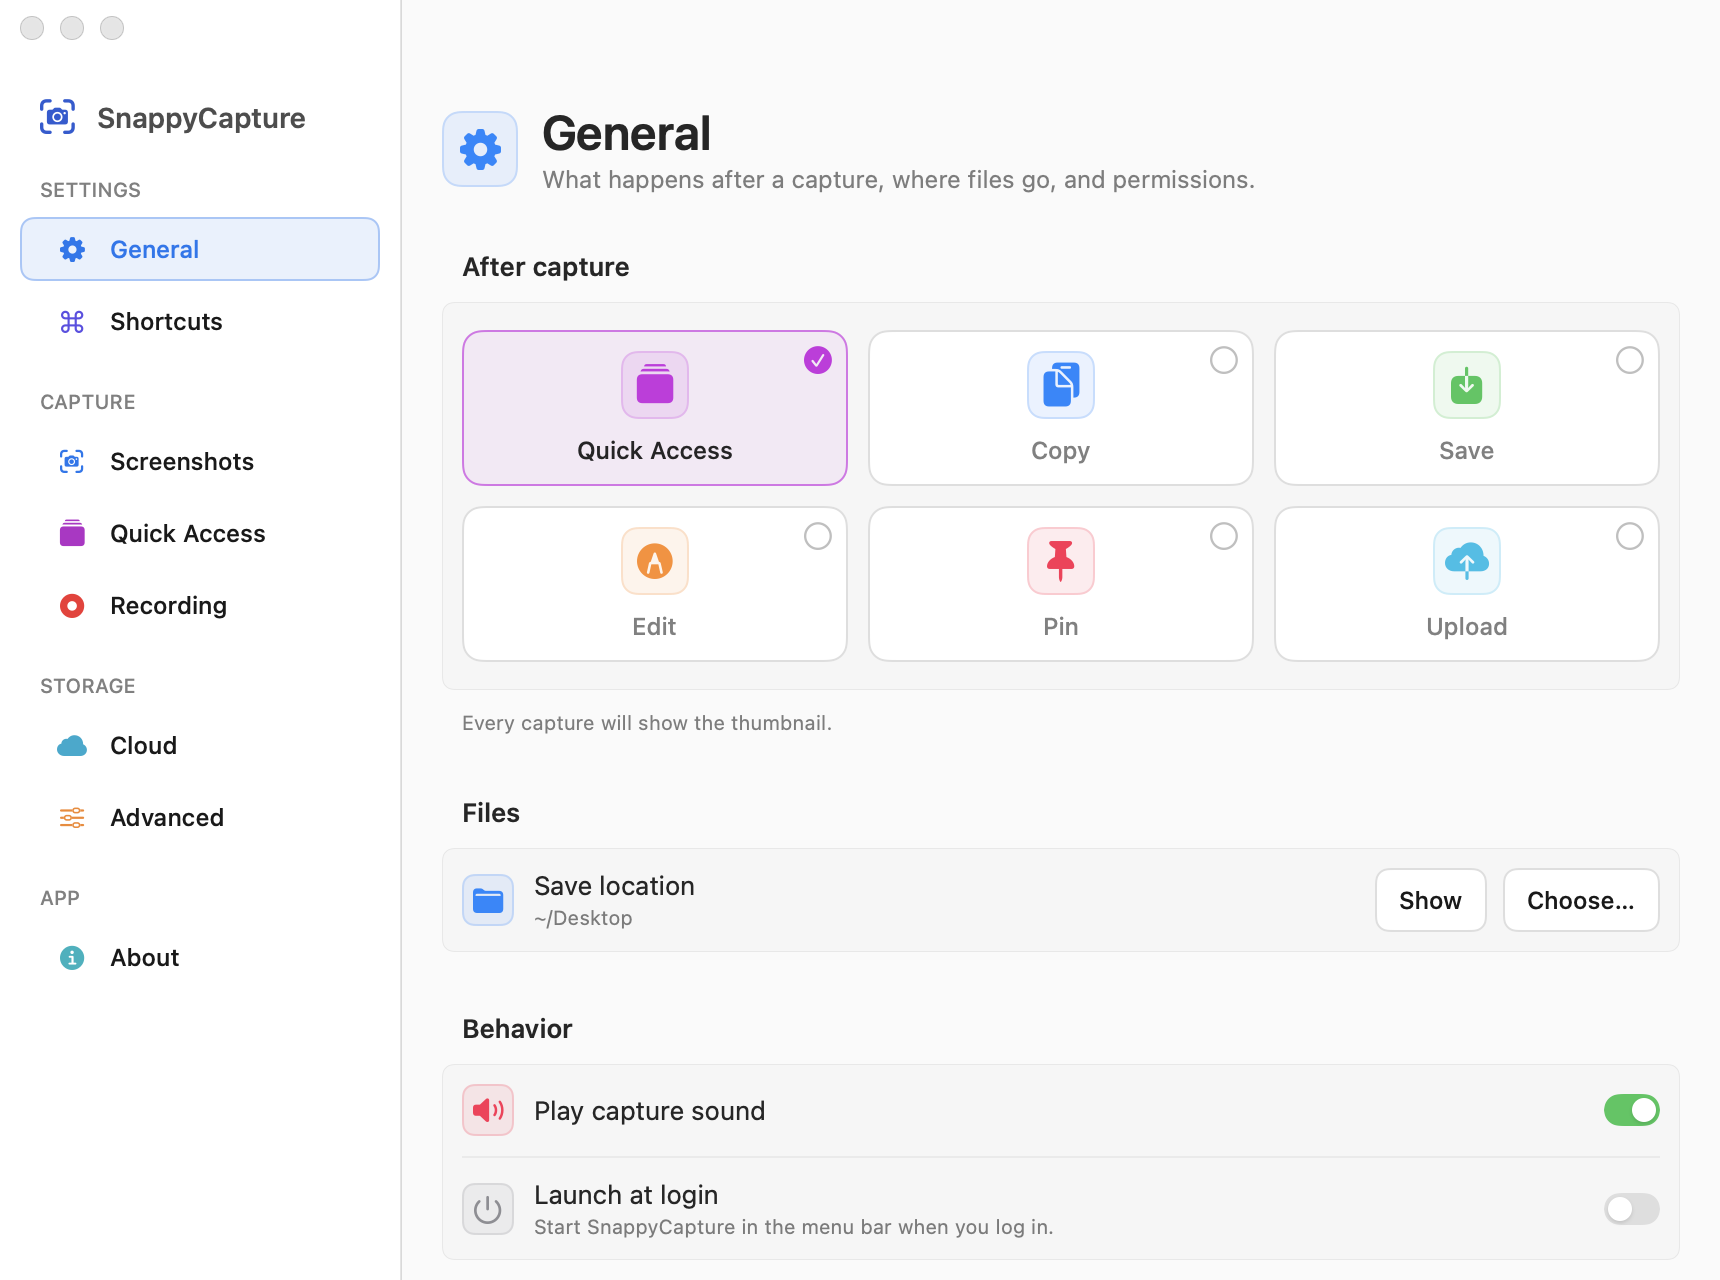 SnappyCapture
SETTINGS
General
Shortcuts
CAPTURE
Screenshots
Quick Access
Recording
STORAGE
Cloud
Advanced
APP
About
General
What happens after a capture, where files go, and permissions.
After capture
Quick Access
Copy
Save
Edit
Pin
Upload
Every capture will show the thumbnail.
Files
Save location
~/Desktop
Show
Choose...
Behavior
Play capture sound
Launch at login
Start SnappyCapture in the menu bar when you log in.